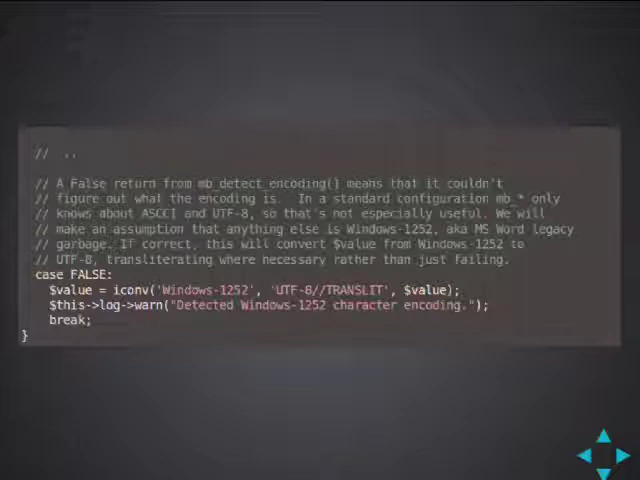 // ..
// A False return from mb_detect_encoding() means that it couldn't
// figure out what the encoding is. In a standard configuration mb_* only
// knows about ASCCI and UTF-8, so that's not especially useful. We will
// make an assumption that anything else is Windows-1252, aka MS Word legacy
// garbage. If correct, this will convert $value from Windows-1252 to
// UTF-8, transliterating where necessary rather than just failing.
case FALSE:
$value = iconv('Windows-1252', 'UTF-8//TRANSLIT', $value);
$this->log->warn("Detected Windows-1252 character encoding.");
break;
}